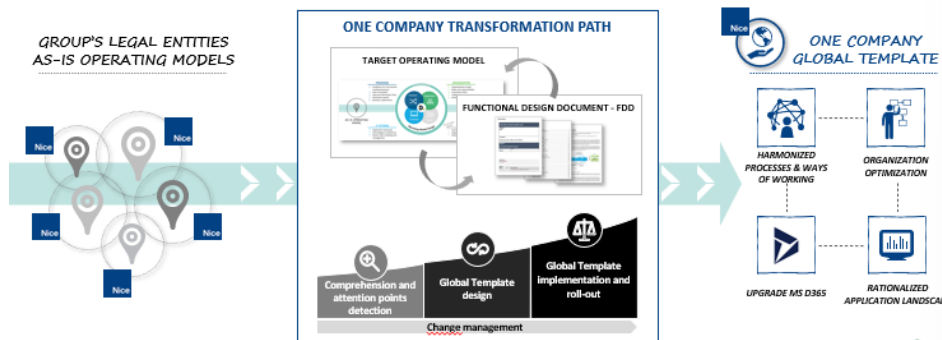 GROUP'S LEGAL ENTITIES
AS-IS OPERATING MODELS
Nice
Nice
Nice
Nice
Nice
ONE COMPANY TRANSFORMATION PATH
TARGET OPERATING MODEL
FUNCTIONAL DESIGN DOCUMENT - FDD
Comprehension and
attention points
detection
Global Template
design
Global Template
implementation and
roll-out
Change management
Nice
ONE COMPANY
GLOBAL TEMPLATE
HARMONIZED
PROCESSES & WAYS
OF WORKING
ORGANIZATION
OPTIMIZATION
UPGRADE MS D365
RATIONALIZED
APPLICATION LANDSCA